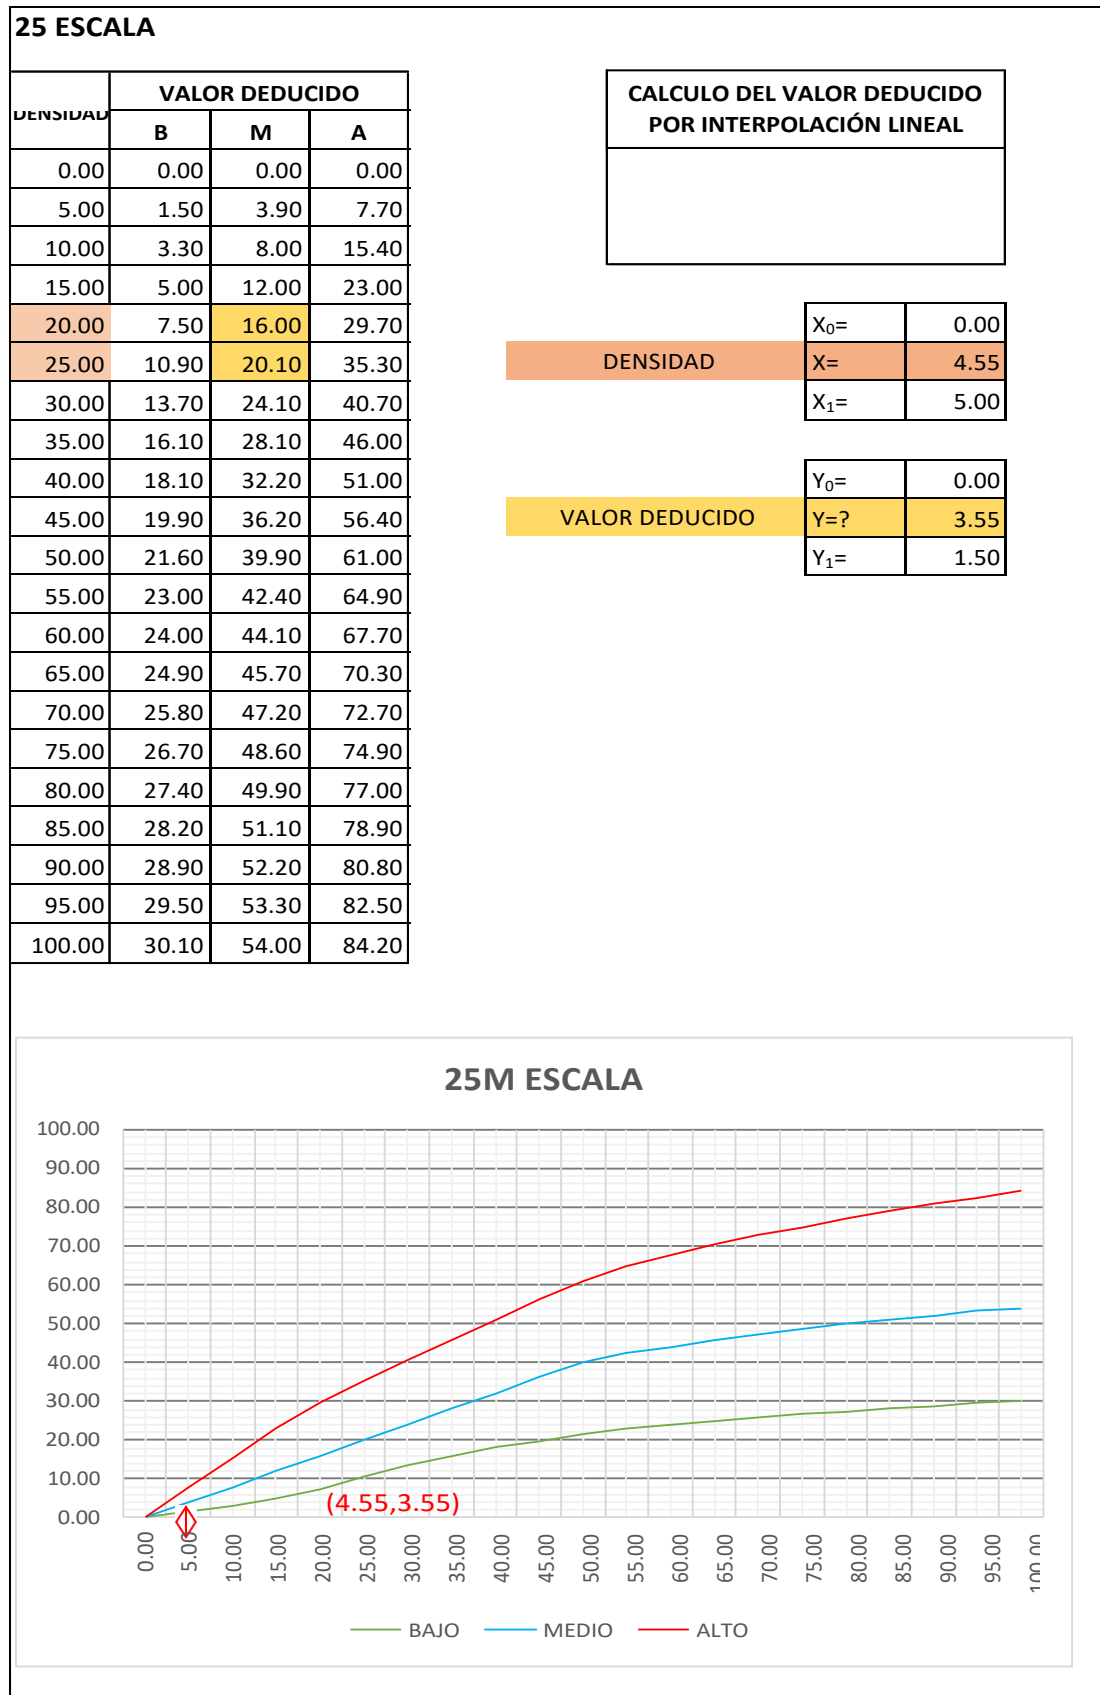 25 ESCALA
DENSIDAD
VALOR DEDUCIDO
B M A
0.00 0.00 0.00 0.00
5.00 1.50 3.90 7.70
10.00 3.30 8.00 15.40
15.00 5.00 12.00 23.00
20.00 7.50 16.00 29.70
25.00 10.90 20.10 35.30
30.00 13.70 24.10 40.70
35.00 16.10 28.10 46.00
40.00 18.10 32.20 51.00
45.00 19.90 36.20 56.40
50.00 21.60 39.90 61.00
55.00 23.00 42.40 64.90
60.00 24.00 44.10 67.70
65.00 24.90 45.70 70.30
70.00 25.80 47.20 72.70
75.00 26.70 48.60 74.90
80.00 27.40 49.90 77.00
85.00 28.20 51.10 78.90
90.00 28.90 52.20 80.80
95.00 29.50 53.30 82.50
100.00 30.10 54.00 84.20
CALCULO DEL VALOR DEDUCIDO
POR INTERPOLACIÓN LINEAL
X₀= 0.00
DENSIDAD X= 4.55
X₁= 5.00
Y₀= 0.00
VALOR DEDUCIDO Y=? 3.55
Y₁= 1.50
25M ESCALA
100.00
90.00
80.00
70.00
60.00
50.00
40.00
30.00
20.00
10.00
0.00
(4.55,3.55)
0.00
5.00
10.00
15.00
20.00
25.00
30.00
35.00
40.00
45.00
50.00
55.00
60.00
65.00
70.00
75.00
80.00
85.00
90.00
95.00
100.00
BAJO MEDIO ALTO